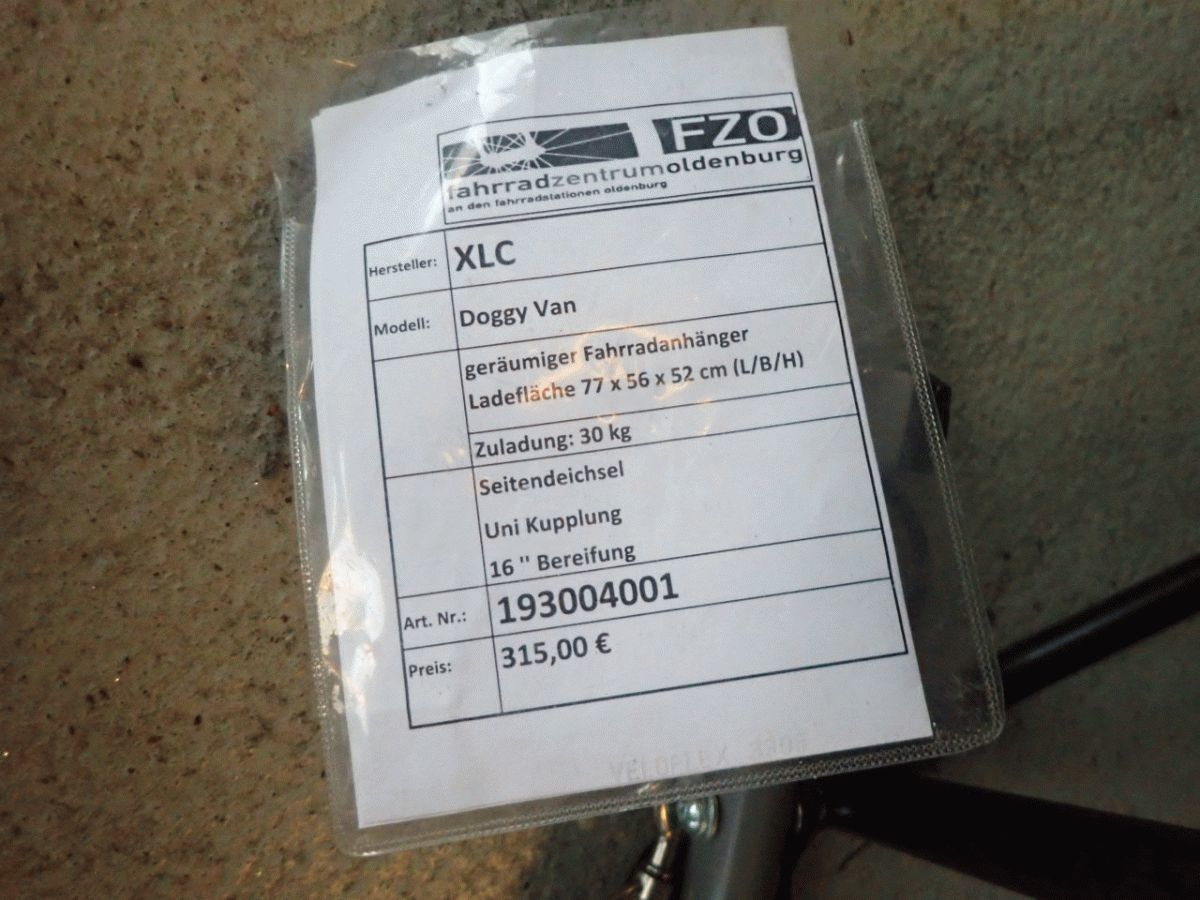 FZO
fahrradzentrumoldenburg
an den fahrradstationen oldenburg
Hersteller: XLC
Modell: Doggy Van
geräumiger Fahrradanhänger
Ladefläche 77 x 56 x 52 cm (L/B/H)
Zuladung: 30 kg
Seitendeichsel
Uni Kupplung
16 '' Bereifung
Art. Nr.: 193004001
Preis: 315,00 €
VELOFLEX